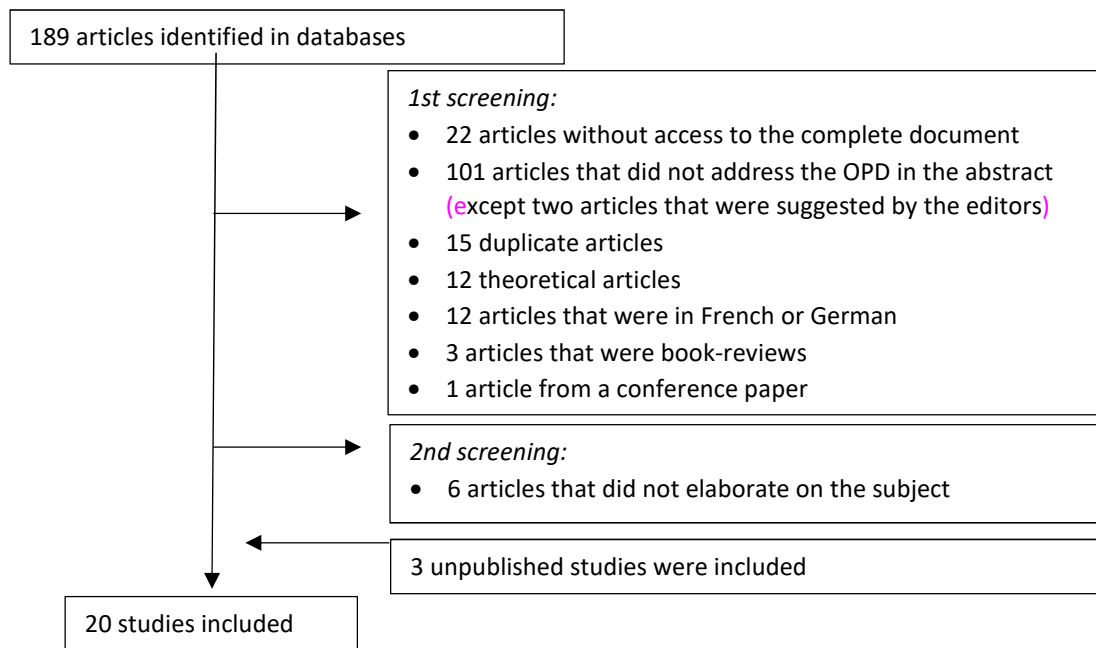 189 articles identified in databases
1st screening:
• 22 articles without access to the complete document
• 101 articles that did not address the OPD in the abstract
(except two articles that were suggested by the editors)
• 15 duplicate articles
• 12 theoretical articles
• 12 articles that were in French or German
• 3 articles that were book-reviews
• 1 article from a conference paper
2nd screening:
• 6 articles that did not elaborate on the subject
3 unpublished studies were included
20 studies included